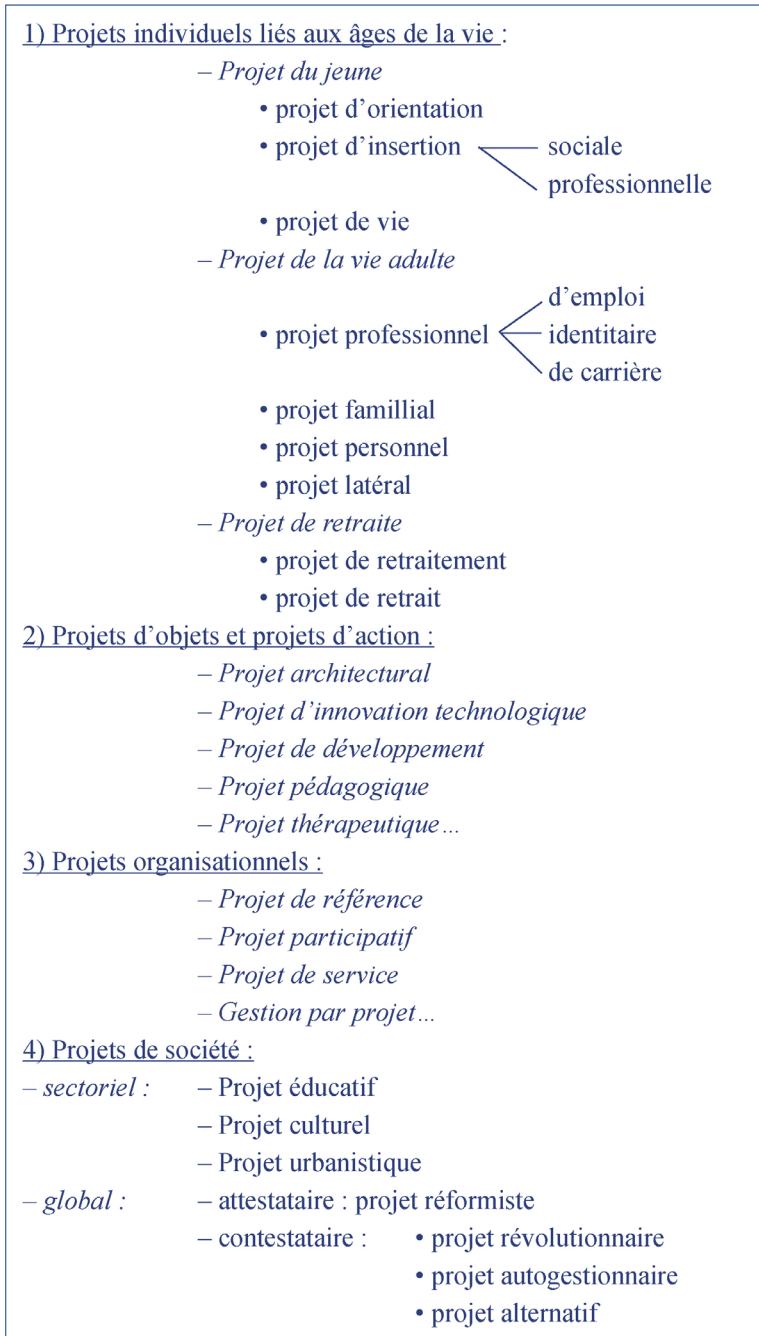 1) Projets individuels liés aux âges de la vie :
– Projet du jeune
• projet d’orientation
• projet d’insertion sociale
professionnelle
• projet de vie
– Projet de la vie adulte
d’emploi
• projet professionnel identitaire
de carrière
• projet famillial
• projet personnel
• projet latéral
– Projet de retraite
• projet de retraitement
• projet de retrait
2) Projets d’objets et projets d’action :
– Projet architectural
– Projet d’innovation technologique
– Projet de développement
– Projet pédagogique
– Projet thérapeutique…
3) Projets organisationnels :
– Projet de référence
– Projet participatif
– Projet de service
– Gestion par projet…
4) Projets de société :
– sectoriel : – Projet éducatif
– Projet culturel
– Projet urbanistique
– global : – attestataire : projet réformiste
– contestataire : • projet révolutionnaire
• projet autogestionnaire
• projet alternatif